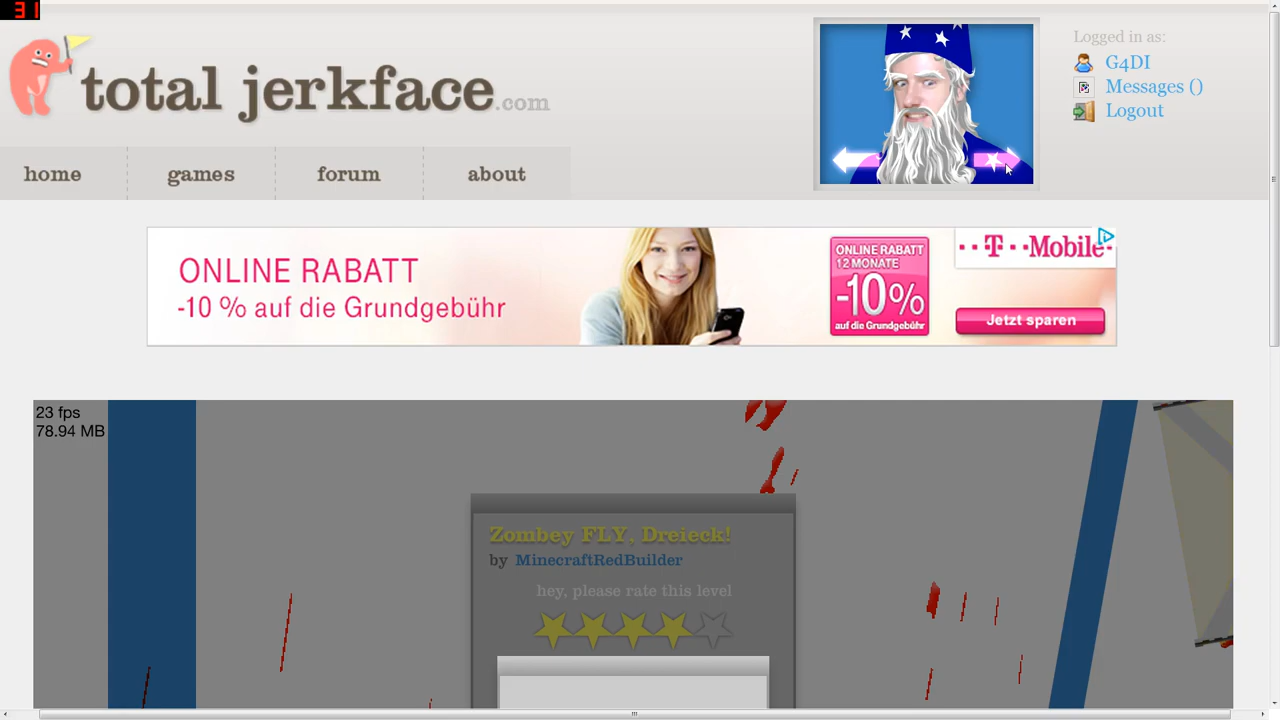 31
total jerkface.com
Logged in as:
G4DI
Messages ()
Logout
home games forum about
ONLINE RABATT
-10 % auf die Grundgebühr
ONLINE RABATT
12 MONATE
-10%
auf die Grundgebühr
··T··Mobile·
Jetzt sparen
23 fps
78.94 MB
Zombey FLY, Dreieck!
by MinecraftRedBuilder
hey, please rate this level